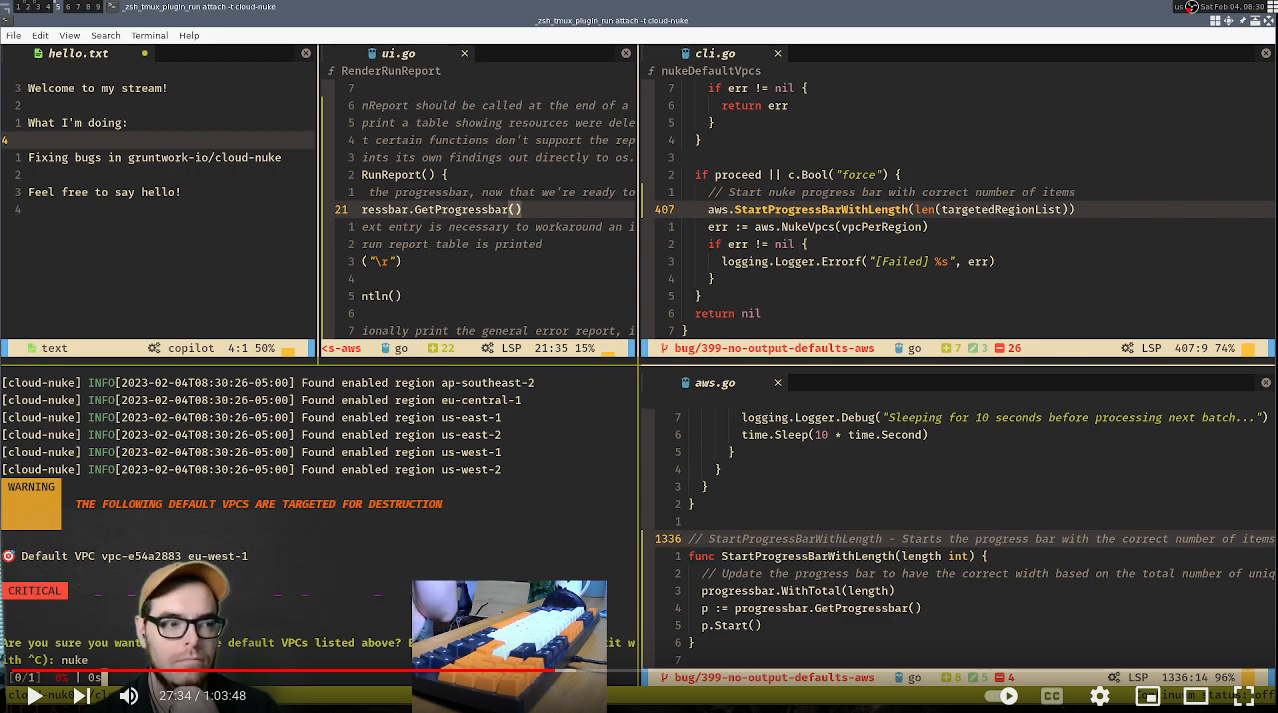 1 2 3 4 5 6 7 8 9 _zsh_tmux_plugin_run attach -t cloud-nuke
us Sat Feb 04, 08:30
_zsh_tmux_plugin_run attach -t cloud-nuke
File Edit View Search Terminal Help
hello.txt
3 Welcome to my stream!
2
1 What I'm doing:
4
1 Fixing bugs in gruntwork-io/cloud-nuke
2
3 Feel free to say hello!
4
text copilot 4:1 50%
ui.go
RenderRunReport
7
6 nReport should be called at the end of a
5 print a table showing resources were dele
4 t certain functions don't support the rep
3 ints its own findings out directly to os.
2 RunReport() {
1 the progressbar, now that we're ready to
21 ressbar.GetProgressbar()
1 ext entry is necessary to workaround an i
2 run report table is printed
3 ("\r")
4
5 ntln()
6
7 ionally print the general error report, i
<s-aws go 22 LSP 21:35 15%
cli.go
nukeDefaultVpcs
7 if err != nil {
6 return err
5 }
4 }
3
2 if proceed || c.Bool("force") {
1 // Start nuke progress bar with correct number of items
407 aws.StartProgressBarWithLength(len(targetedRegionList))
1 err := aws.NukeVpcs(vpcPerRegion)
2 if err != nil {
3 logging.Logger.Errorf("[Failed] %s", err)
4 }
5 }
6 return nil
7 }
bug/399-no-output-defaults-aws go 7 3 26 LSP 407:9 74%
[cloud-nuke] INFO[2023-02-04T08:30:26-05:00] Found enabled region ap-southeast-2
[cloud-nuke] INFO[2023-02-04T08:30:26-05:00] Found enabled region eu-central-1
[cloud-nuke] INFO[2023-02-04T08:30:26-05:00] Found enabled region us-east-1
[cloud-nuke] INFO[2023-02-04T08:30:26-05:00] Found enabled region us-east-2
[cloud-nuke] INFO[2023-02-04T08:30:26-05:00] Found enabled region us-west-1
[cloud-nuke] INFO[2023-02-04T08:30:26-05:00] Found enabled region us-west-2
WARNING
THE FOLLOWING DEFAULT VPCS ARE TARGETED FOR DESTRUCTION
Default VPC vpc-e54a2883 eu-west-1
CRITICAL
Are you sure you want e default VPCs listed above? E it w
ith ^C): nuke
[0/1] 0% | 0s
aws.go
7 logging.Logger.Debug("Sleeping for 10 seconds before processing next batch...")
6 time.Sleep(10 * time.Second)
5 }
4 }
3 }
2 }
1
1336 // StartProgressBarWithLength - Starts the progress bar with the correct number of items
1 func StartProgressBarWithLength(length int) {
2 // Update the progress bar to have the correct width based on the total number of uniq
3 progressbar.WithTotal(length)
4 p := progressbar.GetProgressbar()
5 p.Start()
6 }
7
bug/399-no-output-defaults-aws go 8 5 4 LSP 1336:14 96%
27:34 / 1:03:48
CC
status: off